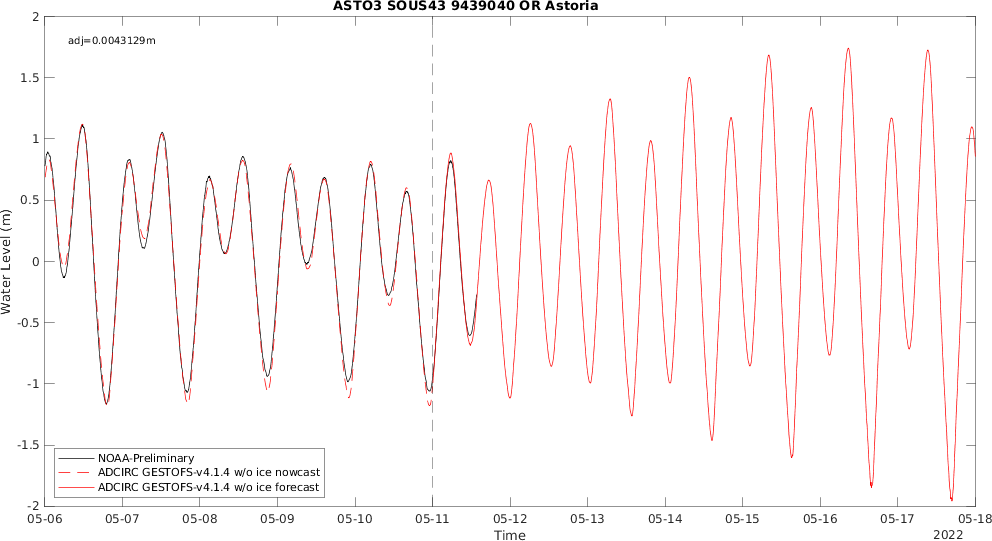 ASTO3 SOUS43 9439040 OR Astoria
adj=0.0043129m
2
1.5
1
0.5
0
-0.5
-1
-1.5
-2
Water Level (m)
NOAA-Preliminary
ADCIRC GESTOFS-v4.1.4 w/o ice nowcast
ADCIRC GESTOFS-v4.1.4 w/o ice forecast
05-06 05-07 05-08 05-09 05-10 05-11 05-12 05-13 05-14 05-15 05-16 05-17 05-18
Time
2022